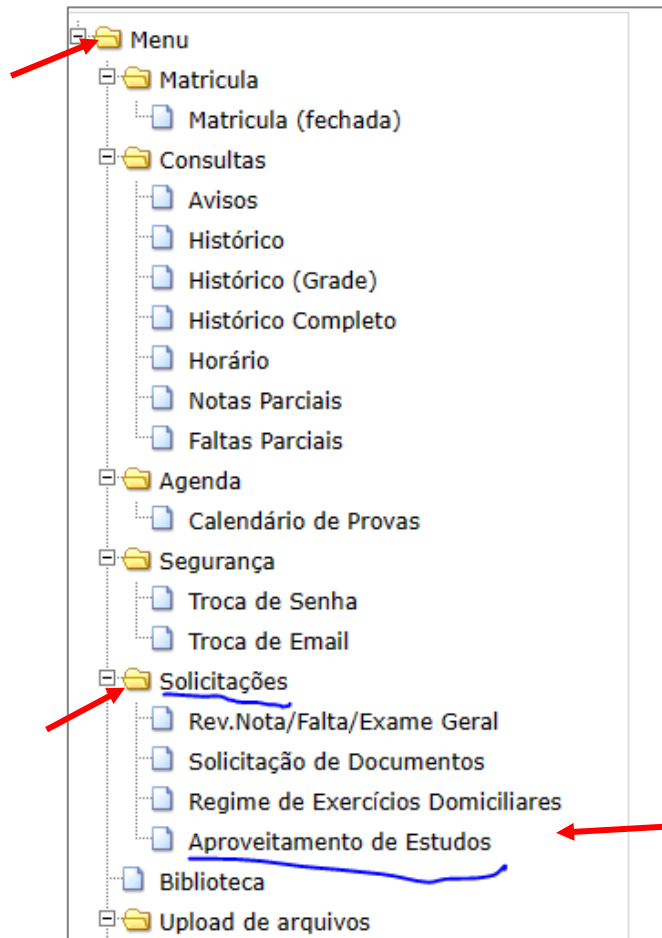 Menu
Matricula
Matricula (fechada)
Consultas
Avisos
Histórico
Histórico (Grade)
Histórico Completo
Horário
Notas Parciais
Faltas Parciais
Agenda
Calendário de Provas
Segurança
Troca de Senha
Troca de Email
Solicitações
Rev.Nota/Falta/Exame Geral
Solicitação de Documentos
Regime de Exercícios Domiciliares
Aproveitamento de Estudos
Biblioteca
Upload de arquivos